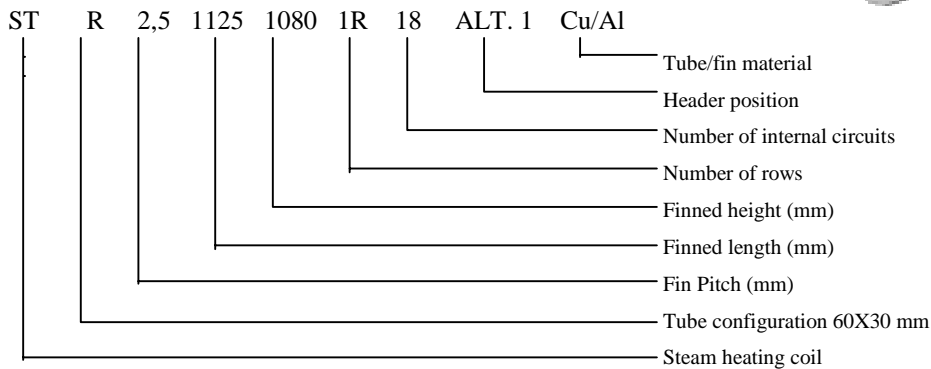 ST R 2,5 1125 1080 1R 18 ALT. 1 Cu/Al
Tube/fin material
Header position
Number of internal circuits
Number of rows
Finned height (mm)
Finned length (mm)
Fin Pitch (mm)
Tube configuration 60X30 mm
Steam heating coil